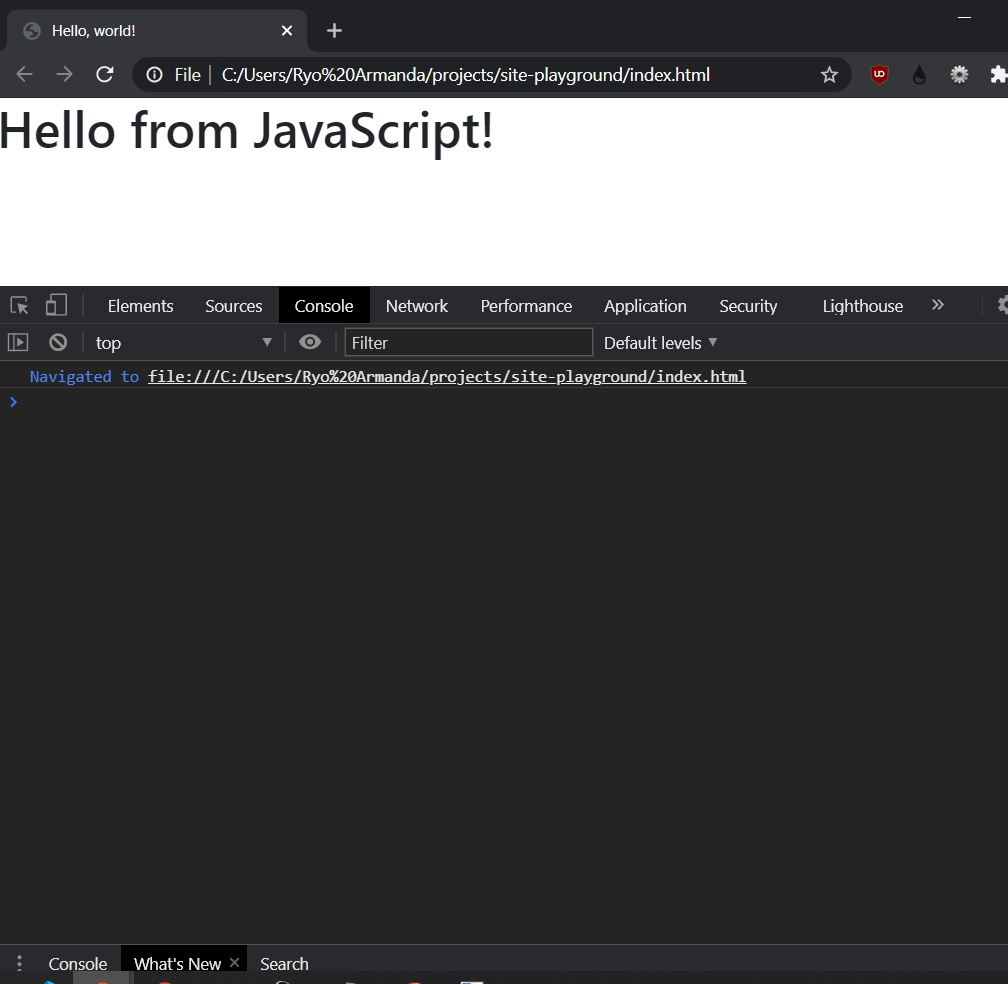 Hello, world!
File C:/Users/Ryo%20Armanda/projects/site-playground/index.html
Hello from JavaScript!
Elements Sources Console Network Performance Application Security Lighthouse
top Filter Default levels
Navigated to file:///C:/Users/Ryo%20Armanda/projects/site-playground/index.html
Console What's New Search